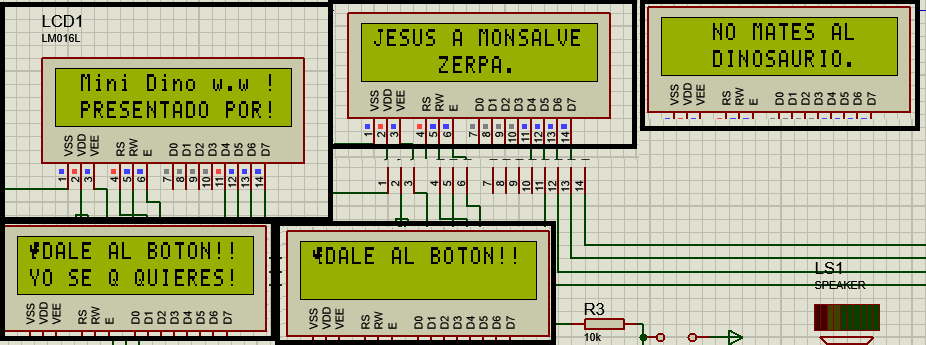 LCD1
LM016L
Mini Dino w.w !
PRESENTADO POR!
VSS VDD VEE RS RW E D0 D1 D2 D3 D4 D5 D6 D7
1 2 3 4 5 6 7 8 9 10 11 12 13 14
JESUS A MONSALVE
ZERPA.
VSS VDD VEE RS RW E D0 D1 D2 D3 D4 D5 D6 D7
1 2 3 4 5 6 7 8 9 10 11 12 13 14
NO MATES AL
DINOSAURIO.
VSS VDD VEE RS RW E D0 D1 D2 D3 D4 D5 D6 D7
1 2 3 4 5 6 7 8 9 10 11 12 13 14
DALE AL BOTON!!
YO SE Q QUIERES!
VSS VDD VEE RS RW E D0 D1 D2 D3 D4 D5 D6 D7
DALE AL BOTON!!
VSS VDD VEE RS RW E D0 D1 D2 D3 D4 D5 D6 D7
R3
10k
LS1
SPEAKER